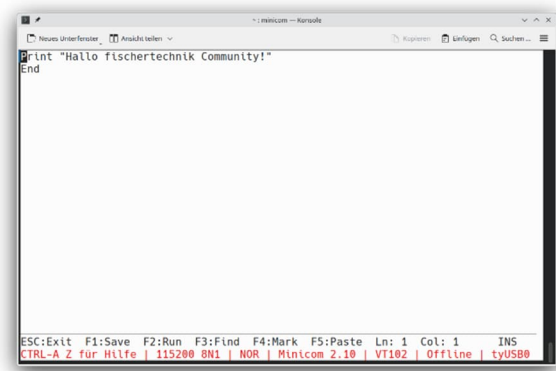 ~ : minicom — Konsole
Neues Unterfenster Ansicht teilen Kopieren Einfügen Suchen ...
Print "Hallo fischertechnik Community!"
End
ESC:Exit F1:Save F2:Run F3:Find F4:Mark F5:Paste Ln: 1 Col: 1 INS
CTRL-A Z für Hilfe | 115200 8N1 | NOR | Minicom 2.10 | VT102 | Offline | tyUSB0